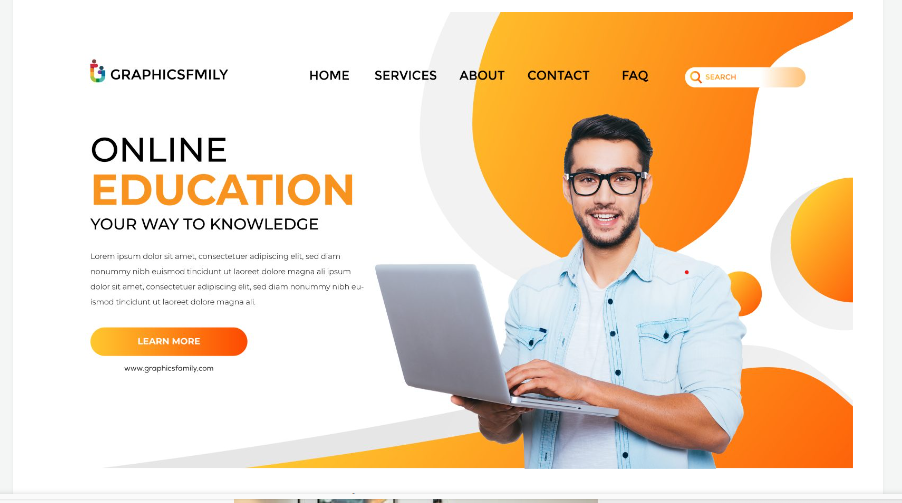 GRAPHICSFMILY
HOME SERVICES ABOUT CONTACT FAQ SEARCH
ONLINE
EDUCATION
YOUR WAY TO KNOWLEDGE
Lorem ipsum dolor sit amet, consectetuer adipiscing elit, sed diam
nonummy nibh euismod tincidunt ut laoreet dolore magna ali ipsum
dolor sit amet, consectetuer adipiscing elit, sed diam nonummy nibh eu-
ismod tincidunt ut laoreet dolore magna ali.
LEARN MORE
www.graphicsfamily.com